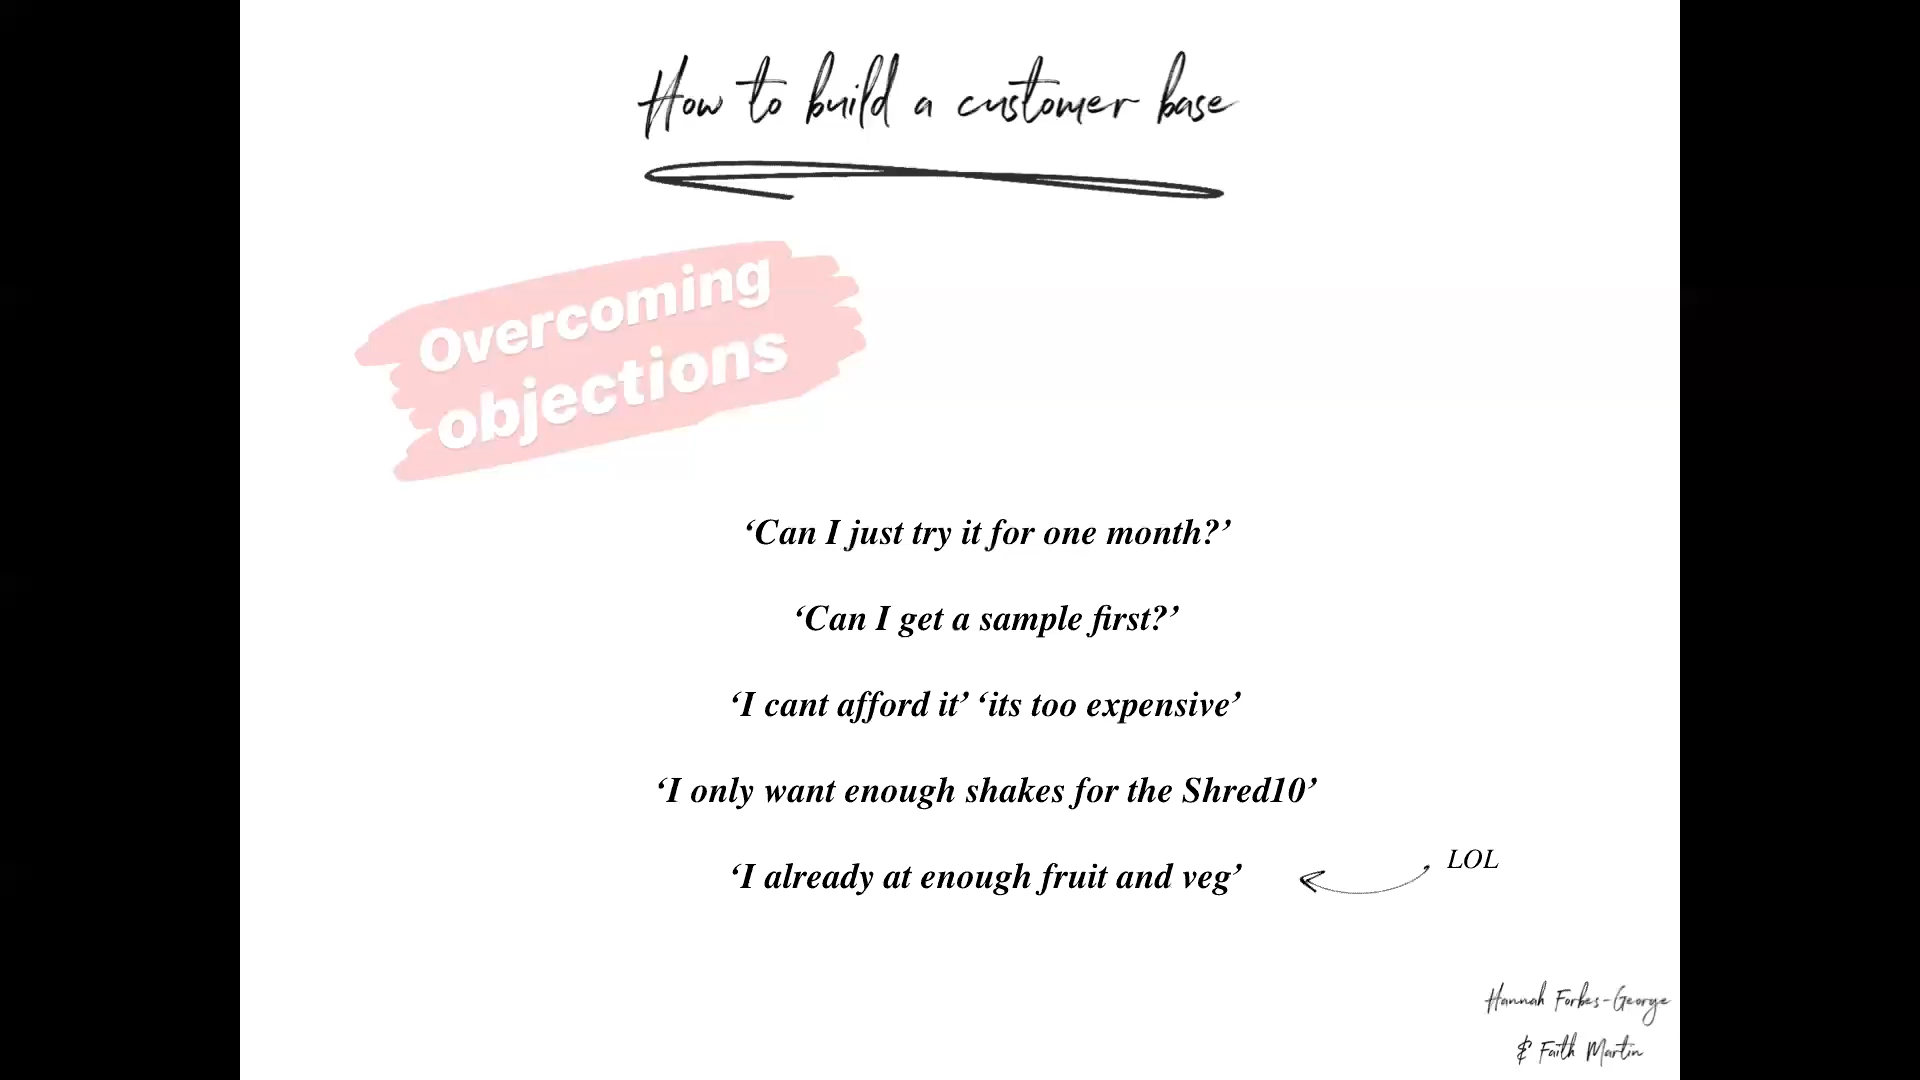 How to build a customer base
Overcoming
objections
‘Can I just try it for one month?’
‘Can I get a sample first?’
‘I cant afford it’ ‘its too expensive’
‘I only want enough shakes for the Shred10’
‘I already at enough fruit and veg’
LOL
Hannah Forbes-George
& Faith Martin